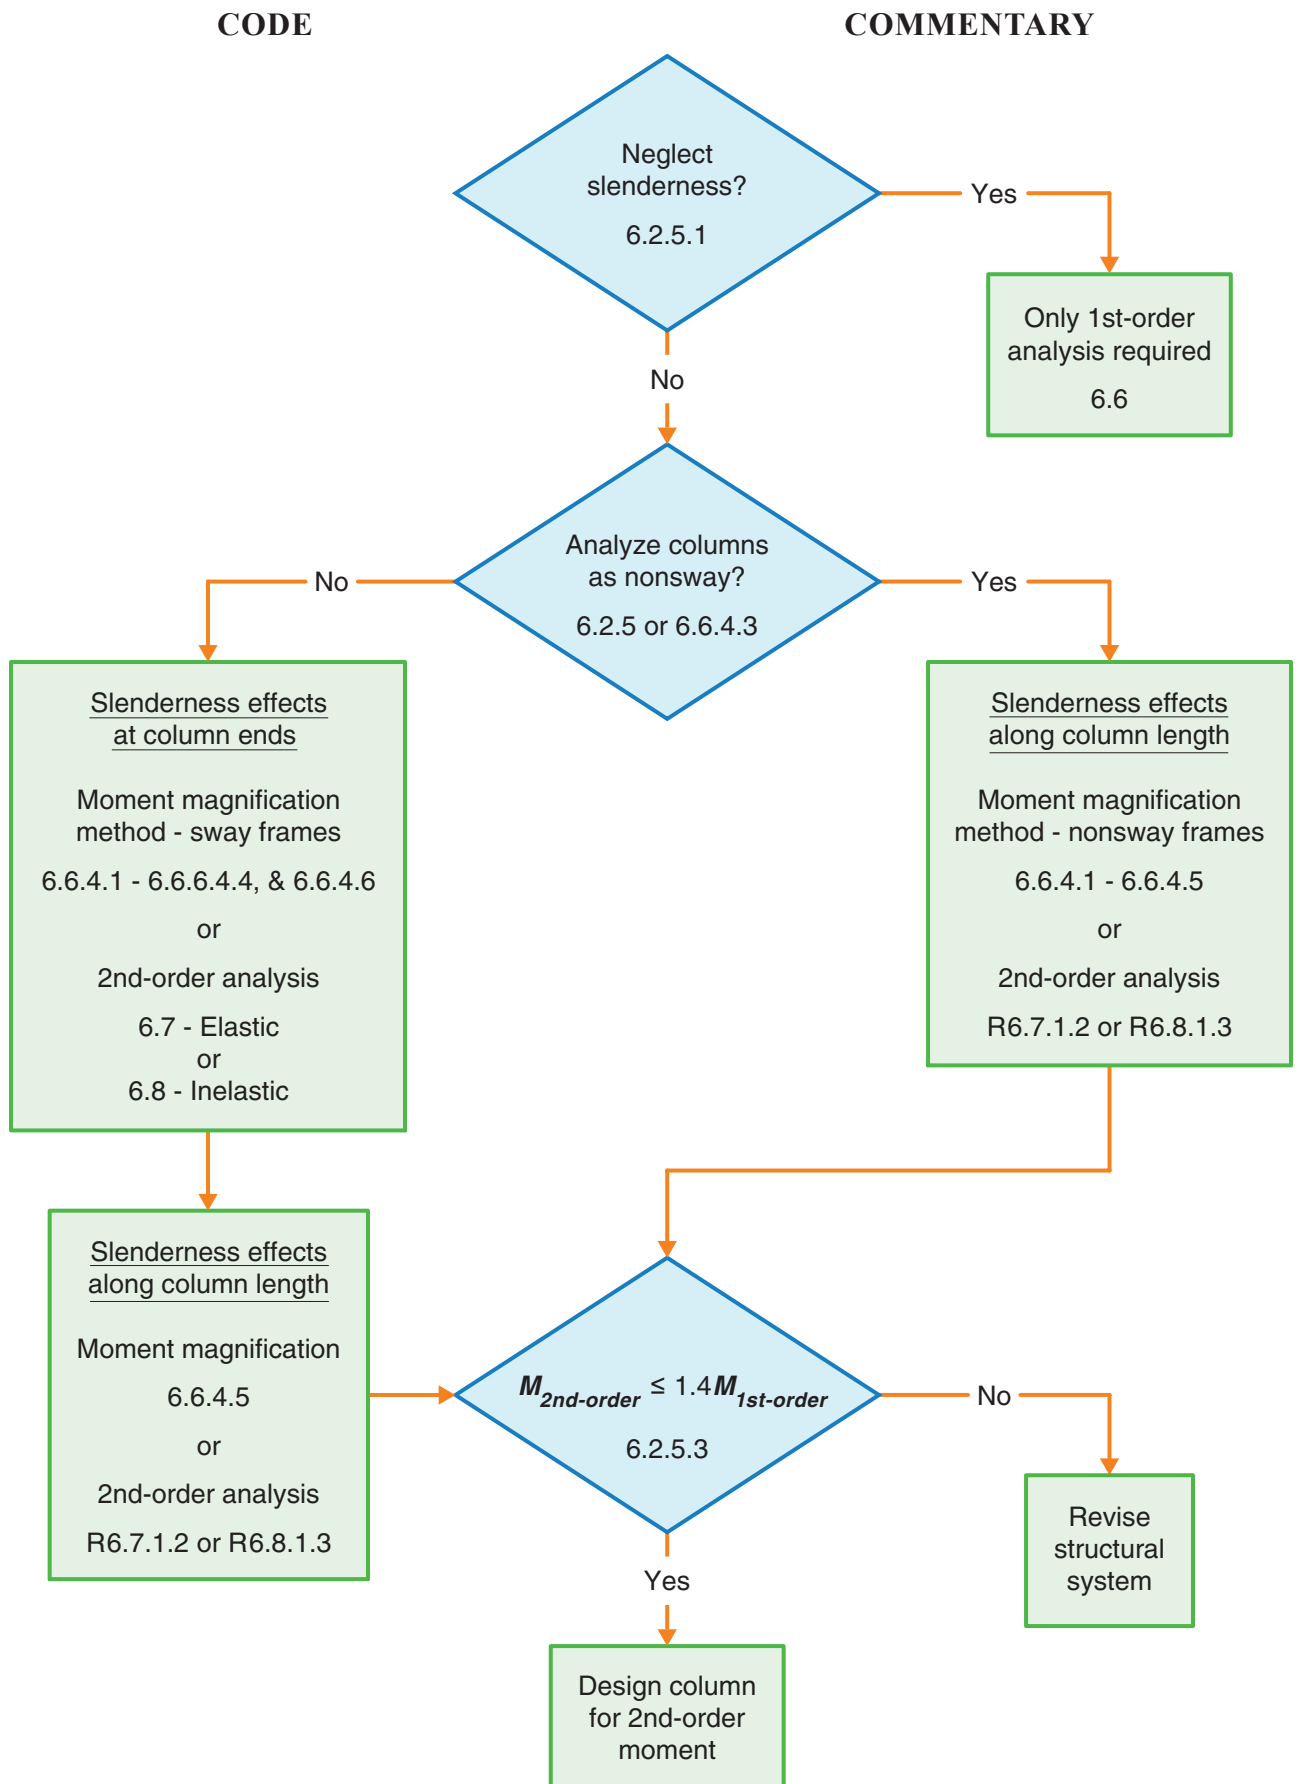 CODE
COMMENTARY
Neglect
slenderness?
6.2.5.1
Yes
Only 1st-order
analysis required
6.6
No
Analyze columns
as nonsway?
6.2.5 or 6.6.4.3
No
Yes
Slenderness effects
at column ends
Moment magnification
method - sway frames
6.6.4.1 - 6.6.6.4.4, & 6.6.4.6
or
2nd-order analysis
6.7 - Elastic
or
6.8 - Inelastic
Slenderness effects
along column length
Moment magnification
method - nonsway frames
6.6.4.1 - 6.6.4.5
or
2nd-order analysis
R6.7.1.2 or R6.8.1.3
Slenderness effects
along column length
Moment magnification
6.6.4.5
or
2nd-order analysis
R6.7.1.2 or R6.8.1.3
M2nd-order ≤ 1.4M1st-order
6.2.5.3
No
Revise
structural
system
Yes
Design column
for 2nd-order
moment